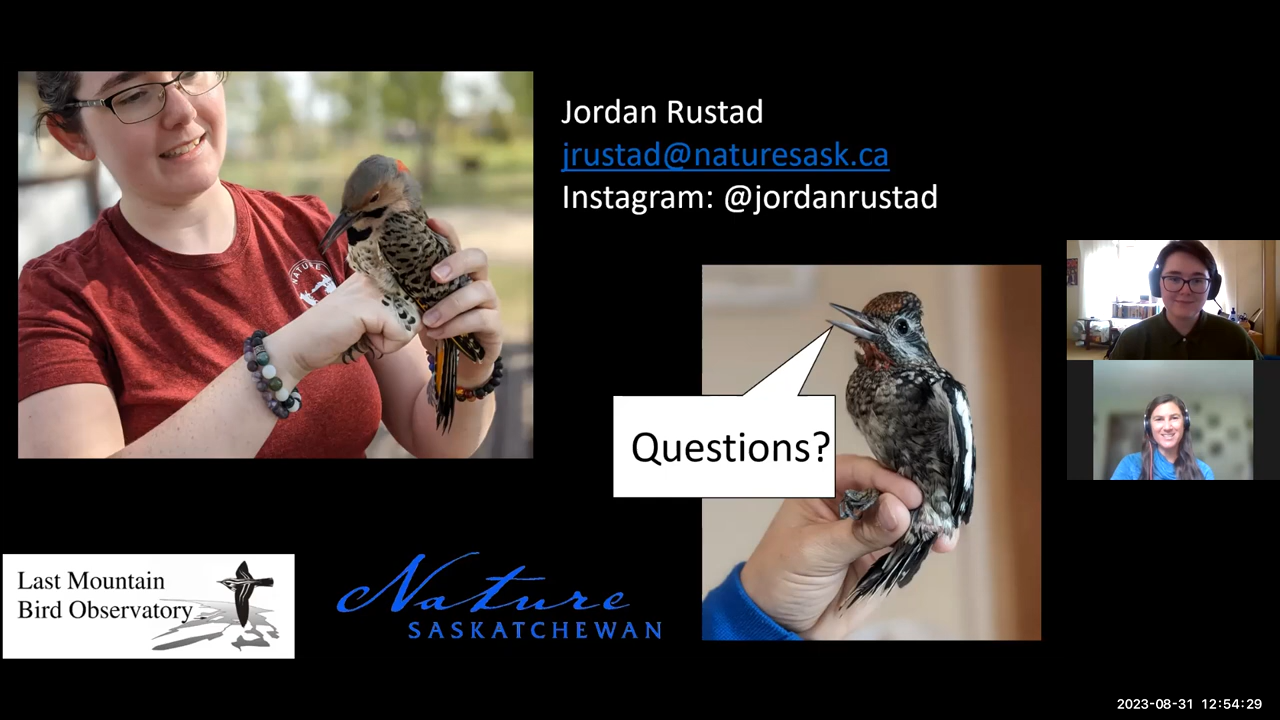 Jordan Rustad
jrustad@naturesask.ca
Instagram: @jordanrustad
NATURE
Questions?
Last Mountain
Bird Observatory
Nature
SASKATCHEWAN
2023-08-31 12:54:29